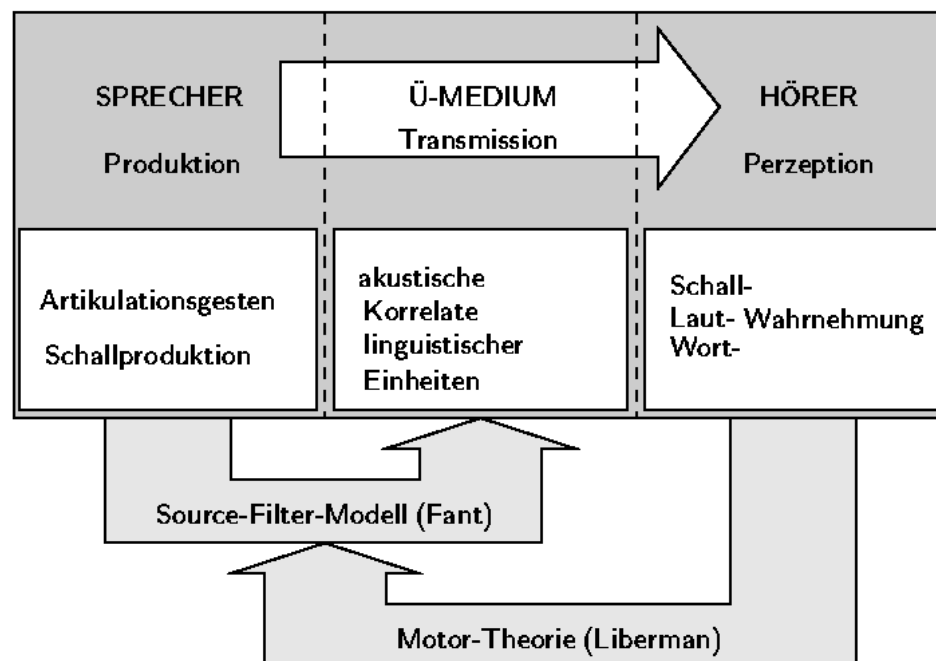 SPRECHER
Produktion
Ü-MEDIUM
Transmission
HÖRER
Perzeption
Artikulationsgesten
Schallproduktion
akustische
Korrelate
linguistischer
Einheiten
Schall-
Laut- Wahrnehmung
Wort-
Source-Filter-Modell (Fant)
Motor-Theorie (Liberman)